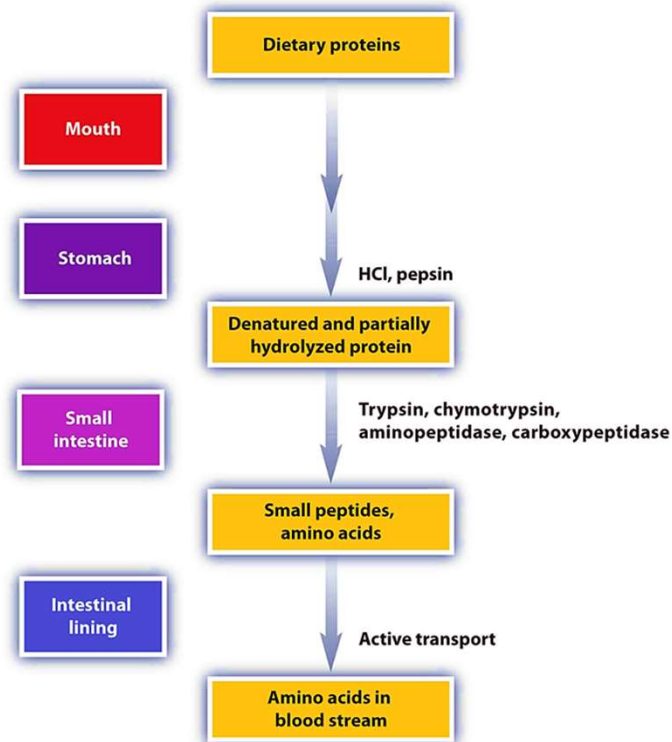 Dietary proteins
Mouth
Stomach
HCl, pepsin
Denatured and partially
hydrolyzed protein
Small
intestine
Trypsin, chymotrypsin,
aminopeptidase, carboxypeptidase
Small peptides,
amino acids
Intestinal
lining
Active transport
Amino acids in
blood stream